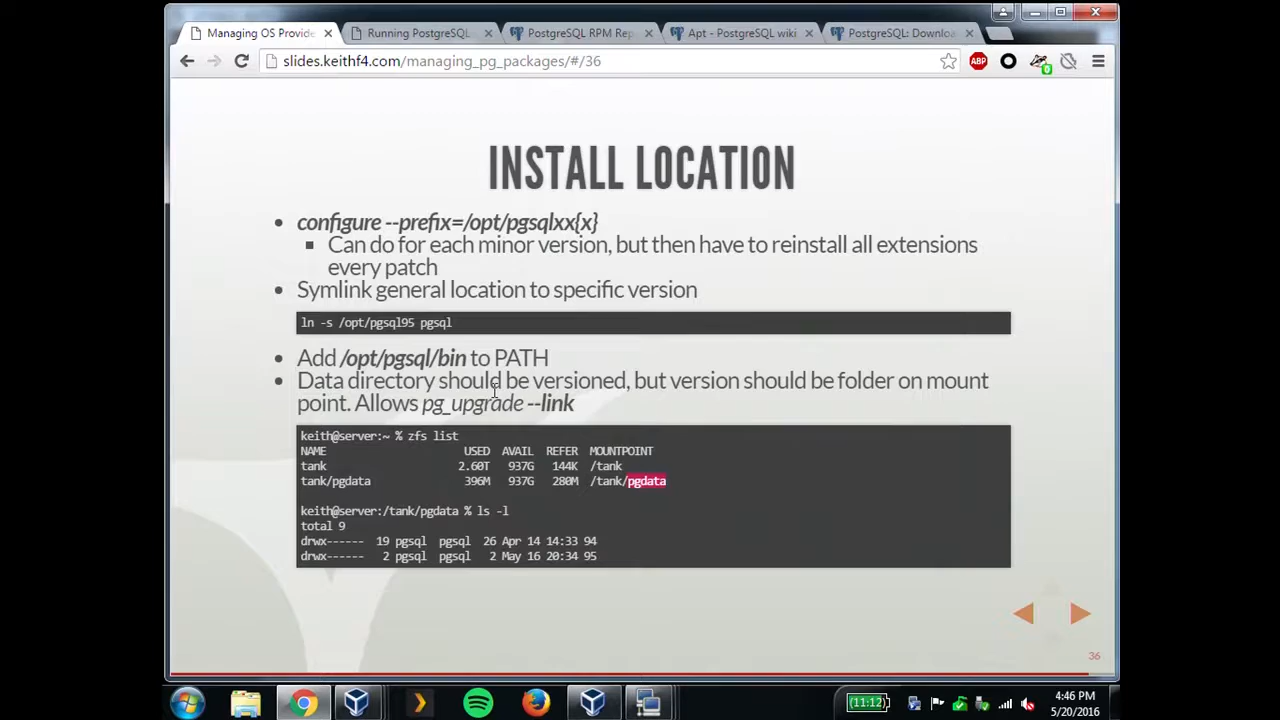 Managing OS Provide
Running PostgreSQL
PostgreSQL RPM Rep
Apt - PostgreSQL wiki
PostgreSQL: Downloa
slides.keithf4.com/managing_pg_packages/#/36
ABP
INSTALL LOCATION
configure --prefix=/opt/pgsqlxx{x}
Can do for each minor version, but then have to reinstall all extensions
every patch
Symlink general location to specific version
ln -s /opt/pgsql95 pgsql
Add /opt/pgsql/bin to PATH
Data directory should be versioned, but version should be folder on mount
point. Allows pg_upgrade --link
keith@server:~ % zfs list
NAME USED AVAIL REFER MOUNTPOINT
tank 2.60T 937G 144K /tank
tank/pgdata 396M 937G 280M /tank/pgdata
keith@server:/tank/pgdata % ls -l
total 9
drwx------ 19 pgsql pgsql 26 Apr 14 14:33 94
drwx------ 2 pgsql pgsql 2 May 16 20:34 95
36
(11:12)
4:46 PM
5/20/2016